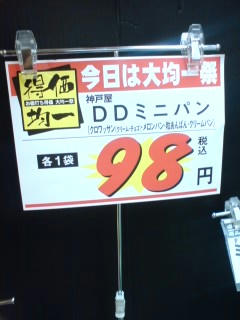 得価
お値打ち得価 大均一祭
均一
今日は大均一祭
神戸屋
DDミニパン
(クロワッサン・クリーム・チョコ・メロンパン・粒あんぱん・クリームパン)
各1袋
98円
税込